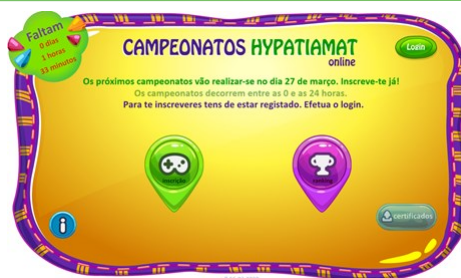 Faltam
0 dias
1 horas
33 minutos
CAMPEONATOS HYPATIAMAT
online
Login
Os próximos campeonatos vão realizar-se no dia 27 de março. Inscreve-te já!
Os campeonatos decorrem entre as 0 e as 24 horas.
Para te inscreveres tens de estar registado. Efetua o login.
inscrição
ranking
i
certificados